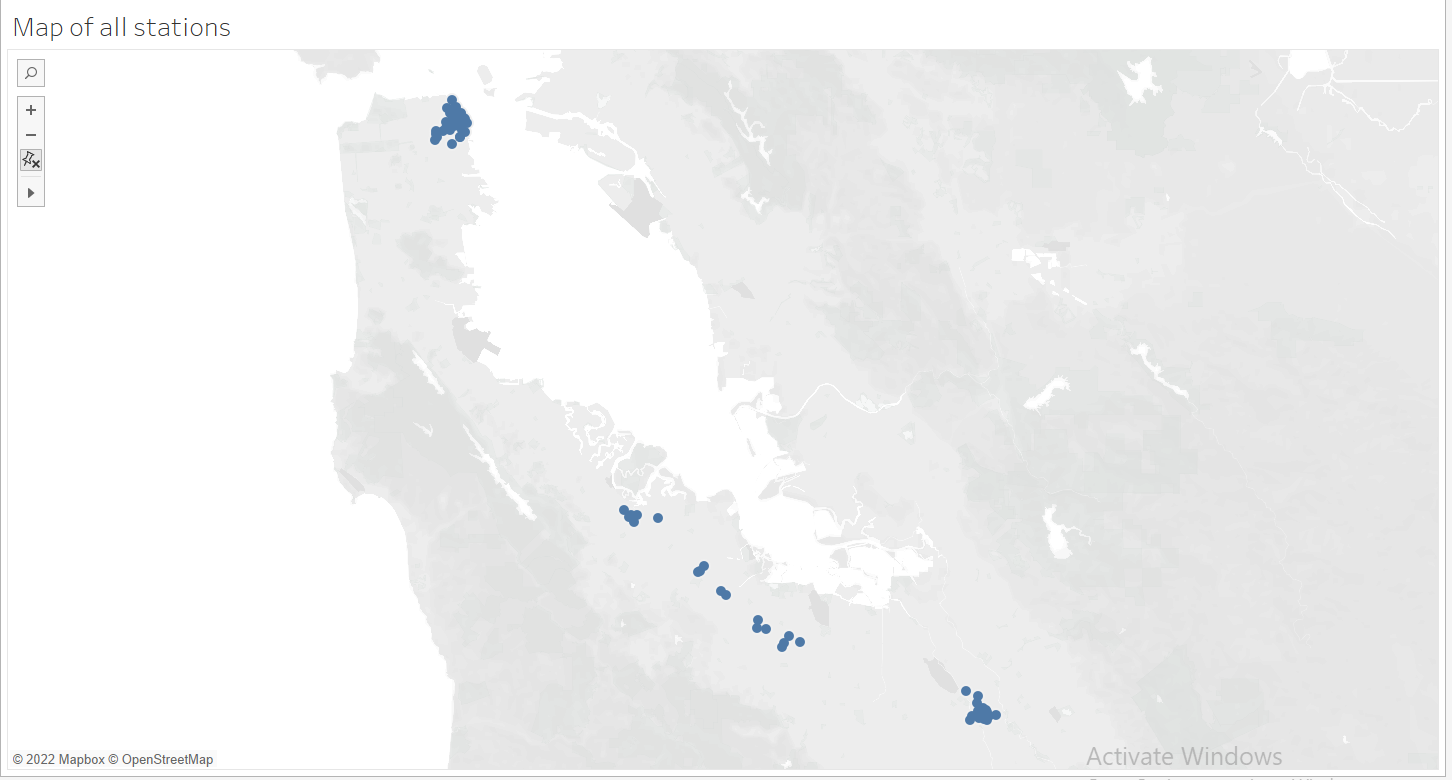 Map of all stations
© 2022 Mapbox © OpenStreetMap
Activate Windows